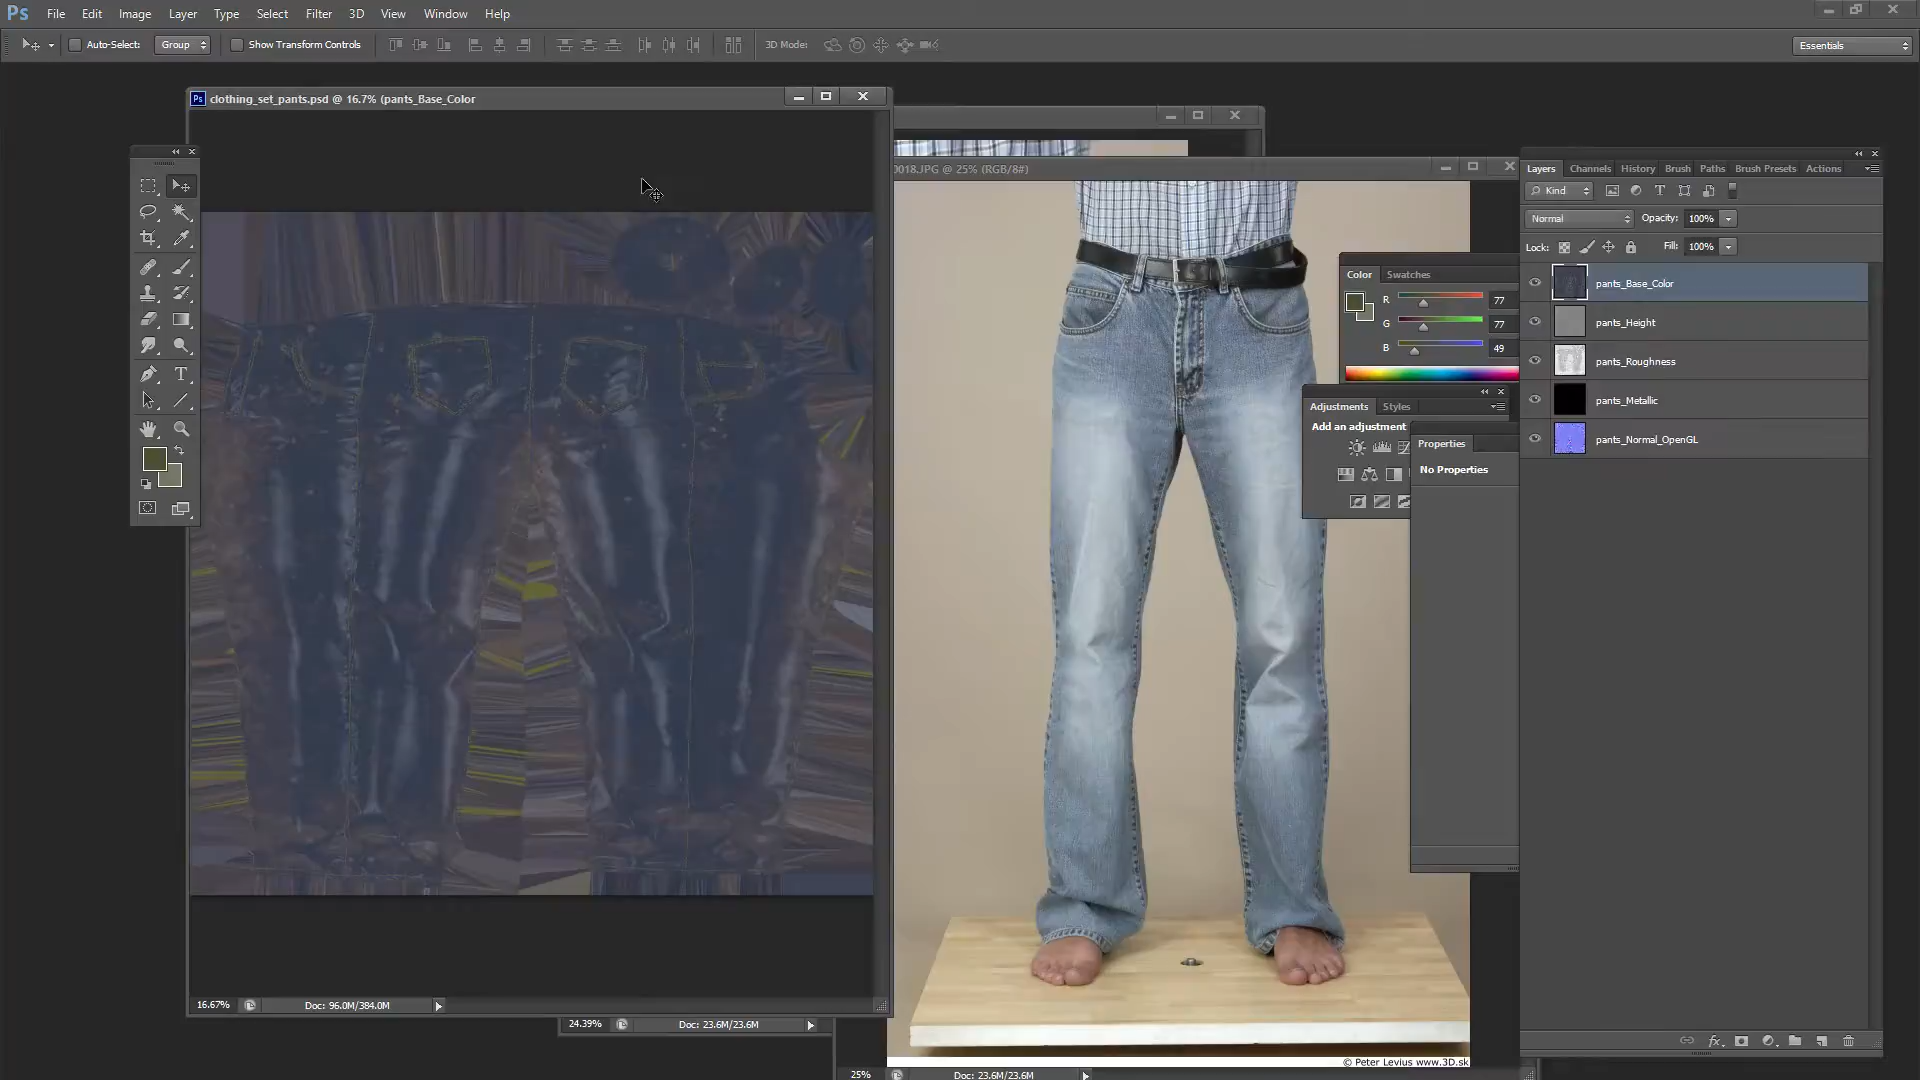 Ps File Edit Image Layer Type Select Filter 3D View Window Help
Auto-Select: Group Show Transform Controls 3D Mode: Essentials
Ps clothing_set_pants.psd @ 16.7% (pants_Base_Color
0018.JPG @ 25% (RGB/8#)
Layers Channels History Brush Paths Brush Presets Actions
Kind
Normal Opacity: 100%
Lock: Fill: 100%
Color Swatches
R 77
G 77
B 49
pants_Base_Color
pants_Height
pants_Roughness
pants_Metallic
pants_Normal_OpenGL
Adjustments Styles
Add an adjustment
Properties
No Properties
T
16.67% Doc: 96.0M/384.0M
24.39% Doc: 23.6M/23.6M
© Peter Levius www.3D.sk
25% Doc: 23.6M/23.6M
fx